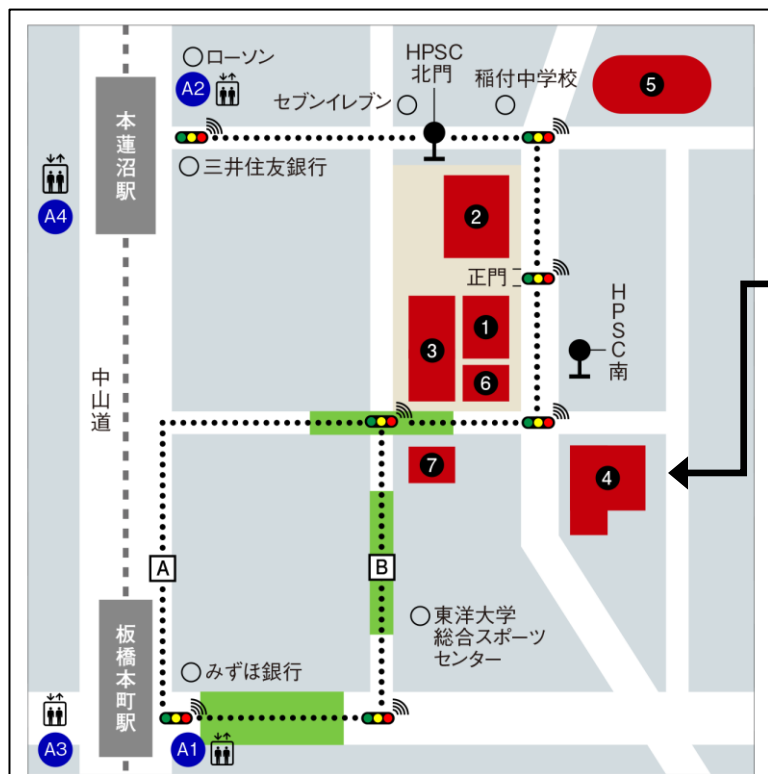 ローソン
A2
HPSC
北門
稲付中学校
セブンイレブン
5
本蓮沼駅
三井住友銀行
A4
2
正門
HPSC南
1
3
6
中山道
7
4
A
B
東洋大学
総合スポーツ
センター
板橋本町駅
みずほ銀行
A3
A1